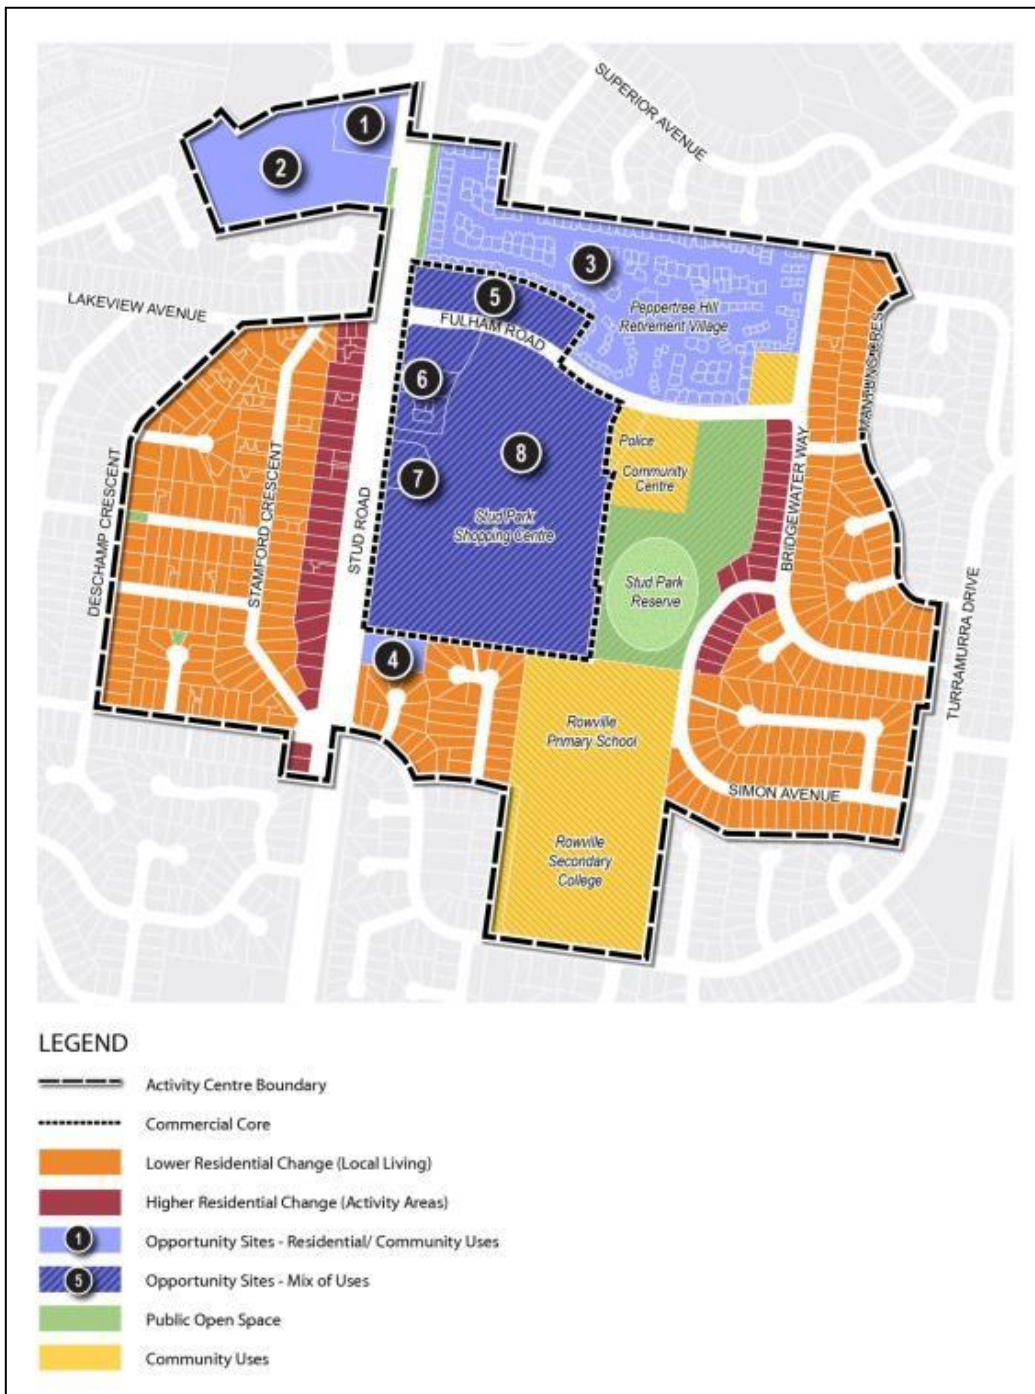 SUPERIOR AVENUE
1
2
3
Peppertree Hill
Retirement Village
LAKEVIEW AVENUE
5
FULHAM ROAD
6
7
8
Stud Park
Shopping Centre
Police
Community
Centre
BRIDGEWATER WAY
DESCHAMP CRESCENT
STAMFORD CRESCENT
STUD ROAD
Stud Park
Reserve
TURRAMURRA DRIVE
4
Rowville
Primary School
SIMON AVENUE
Rowville
Secondary
College
LEGEND
Activity Centre Boundary
Commercial Core
Lower Residential Change (Local Living)
Higher Residential Change (Activity Areas)
1 Opportunity Sites - Residential/ Community Uses
5 Opportunity Sites - Mix of Uses
Public Open Space
Community Uses